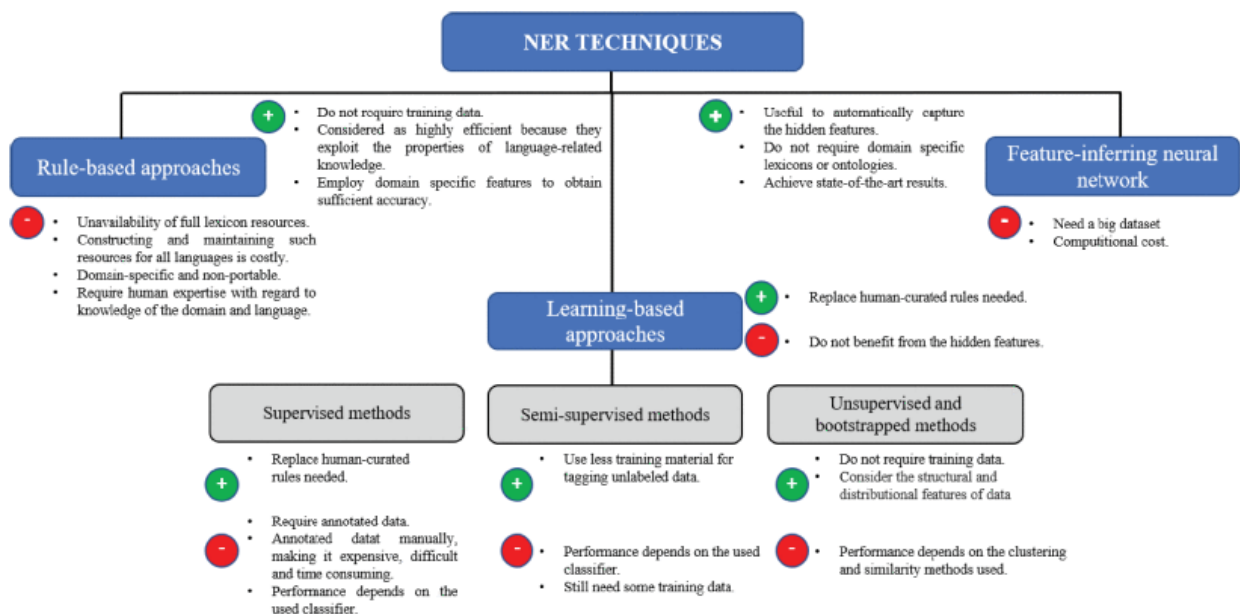 NER TECHNIQUES
+
• Do not require training data.
• Considered as highly efficient because they
exploit the properties of language-related
knowledge.
• Employ domain specific features to obtain
sufficient accuracy.
+
• Useful to automatically capture
the hidden features.
• Do not require domain specific
lexicons or ontologies.
• Achieve state-of-the-art results.
Rule-based approaches
Feature-inferring neural
network
-
• Unavailability of full lexicon resources.
• Constructing and maintaining such
resources for all languages is costly.
• Domain-specific and non-portable.
• Require human expertise with regard to
knowledge of the domain and language.
-
• Need a big dataset
• Computitional cost.
Learning-based
approaches
+
• Replace human-curated rules needed.
-
• Do not benefit from the hidden features.
Supervised methods
Semi-supervised methods
Unsupervised and
bootstrapped methods
+
• Replace human-curated
rules needed.
-
• Require annotated data.
• Annotated datat manually,
making it expensive, difficult
and time consuming.
• Performance depends on the
used classifier.
+
• Use less training material for
tagging unlabeled data.
-
• Performance depends on the used
classifier.
• Still need some training data.
+
• Do not require training data.
• Consider the structural and
distributional features of data
-
• Performance depends on the clustering
and similarity methods used.